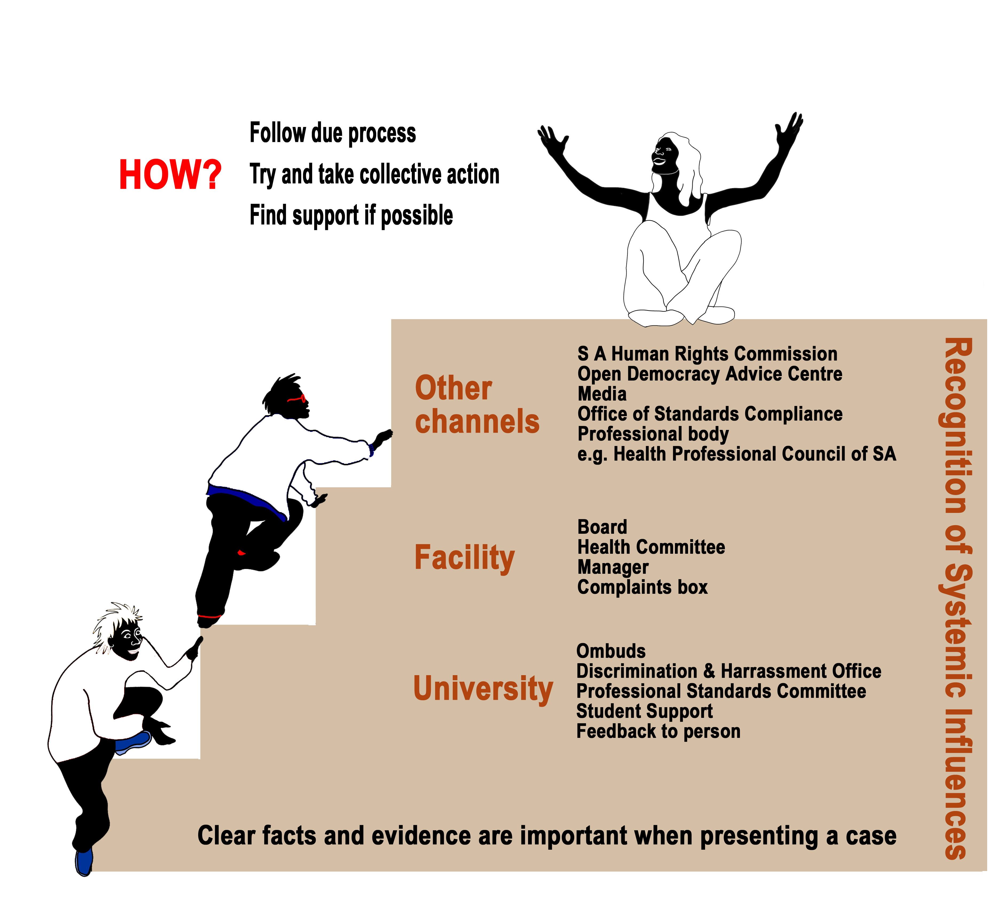 HOW?
Follow due process
Try and take collective action
Find support if possible
Other
channels
S A Human Rights Commission
Open Democracy Advice Centre
Media
Office of Standards Compliance
Professional body
e.g. Health Professional Council of SA
Facility
Board
Health Committee
Manager
Complaints box
University
Ombuds
Discrimination & Harrassment Office
Professional Standards Committee
Student Support
Feedback to person
Clear facts and evidence are important when presenting a case
Recognition of Systemic Influences